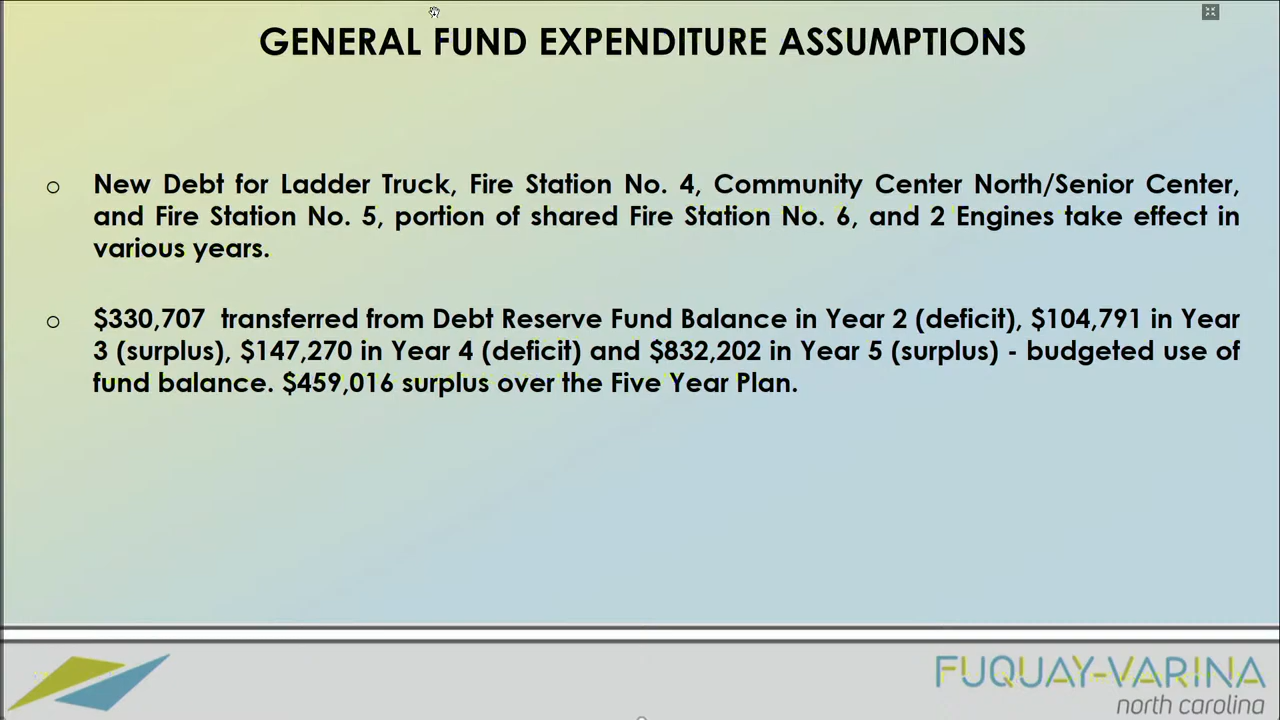 GENERAL FUND EXPENDITURE ASSUMPTIONS
o New Debt for Ladder Truck, Fire Station No. 4, Community Center North/Senior Center,
and Fire Station No. 5, portion of shared Fire Station No. 6, and 2 Engines take effect in
various years.
o $330,707 transferred from Debt Reserve Fund Balance in Year 2 (deficit), $104,791 in Year
3 (surplus), $147,270 in Year 4 (deficit) and $832,202 in Year 5 (surplus) - budgeted use of
fund balance. $459,016 surplus over the Five Year Plan.
FUQUAY-VARINA
north carolina